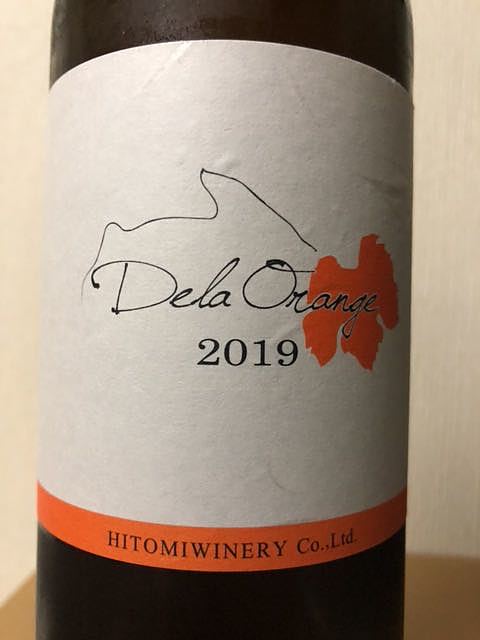 Dela Orange
2019
HITOMIWINERY Co.,Ltd.